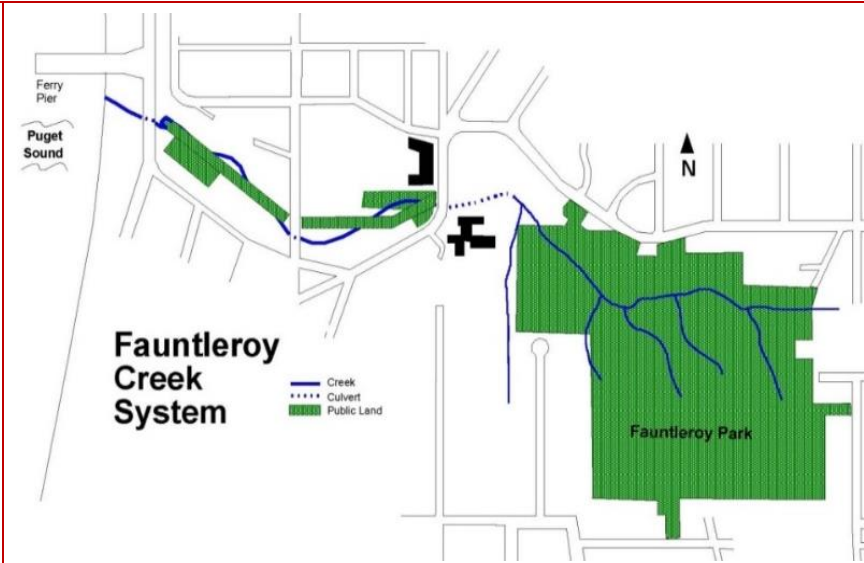 Ferry
Pier
Puget
Sound
N
Fauntleroy
Creek
System
Creek
Culvert
Public Land
Fauntleroy Park